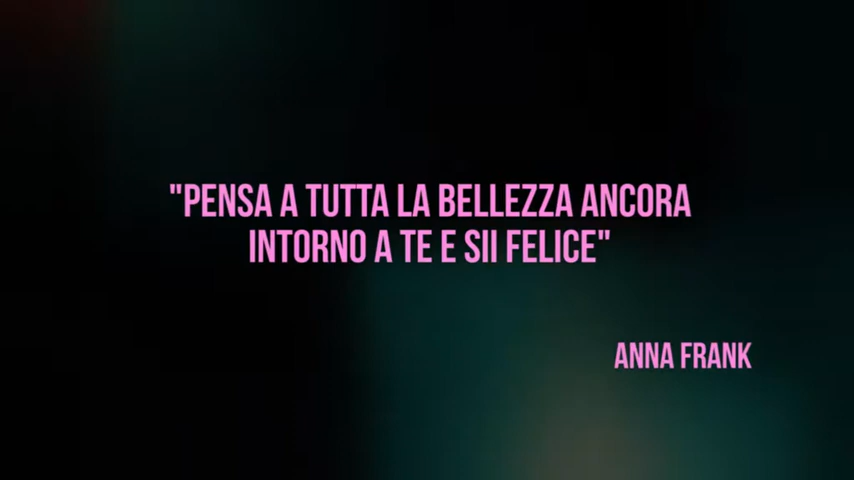 "PENSA A TUTTA LA BELLEZZA ANCORA
INTORNO A TE E SII FELICE"
ANNA FRANK